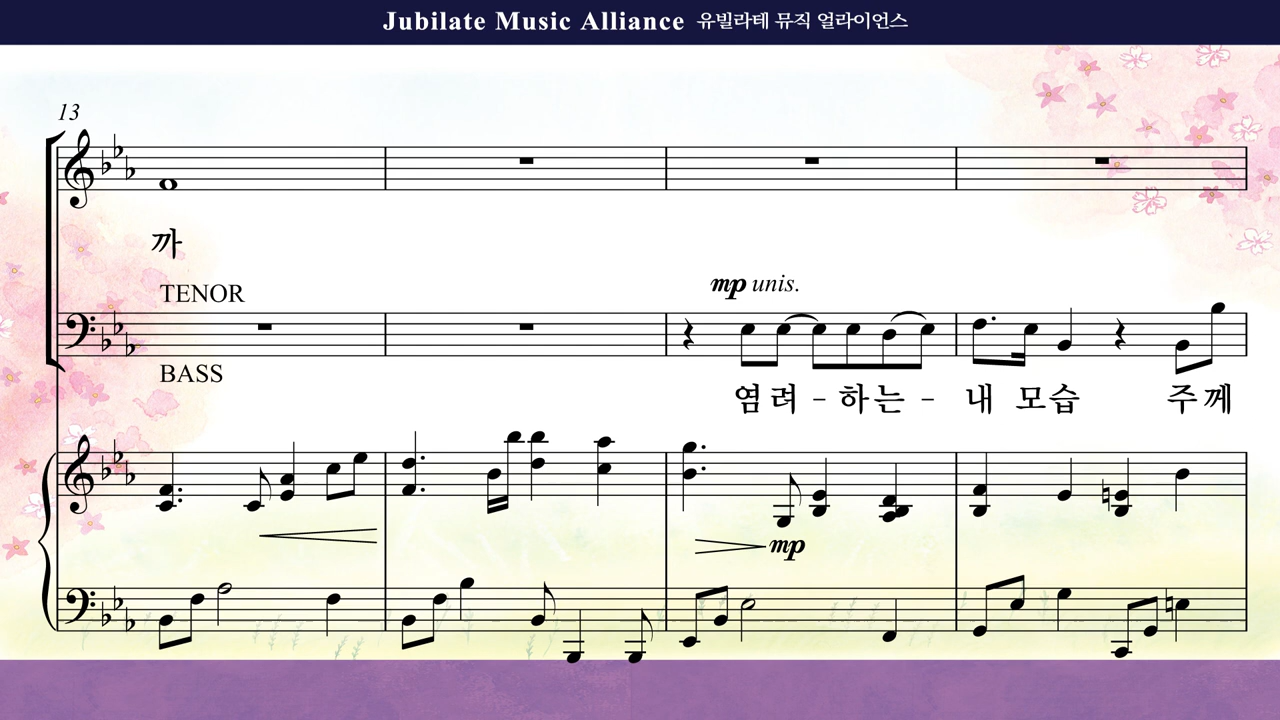 Jubilate Music Alliance 유빌라테 뮤직 얼라이언스
13
까
TENOR
mp unis.
BASS
염 려 - 하 는 - 내 모 습 주 께
mp